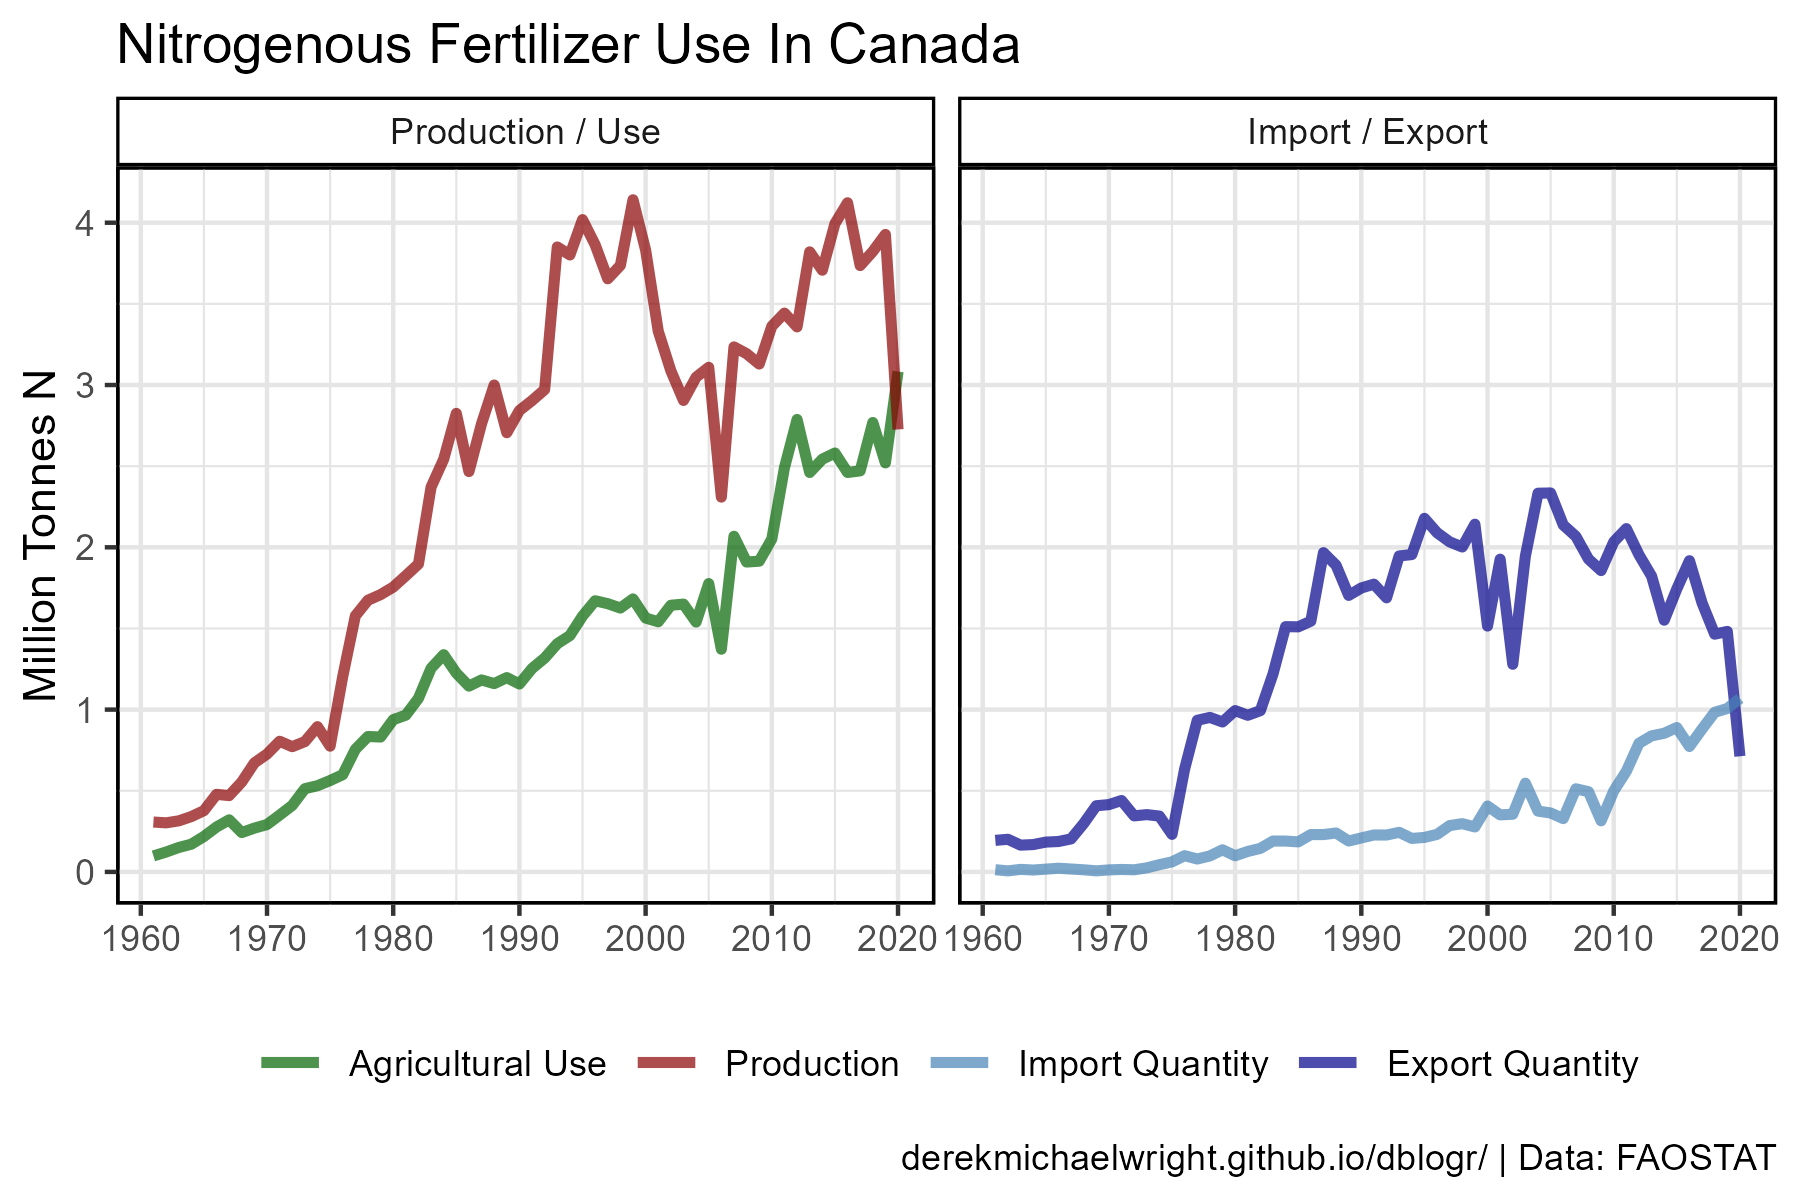 Nitrogenous Fertilizer Use In Canada
Production / Use
Import / Export
Million Tonnes N
4
3
2
1
0
1960 1970 1980 1990 2000 2010 2020
1960 1970 1980 1990 2000 2010 2020
Agricultural Use Production Import Quantity Export Quantity
derekmichaelwright.github.io/dblogr/ | Data: FAOSTAT